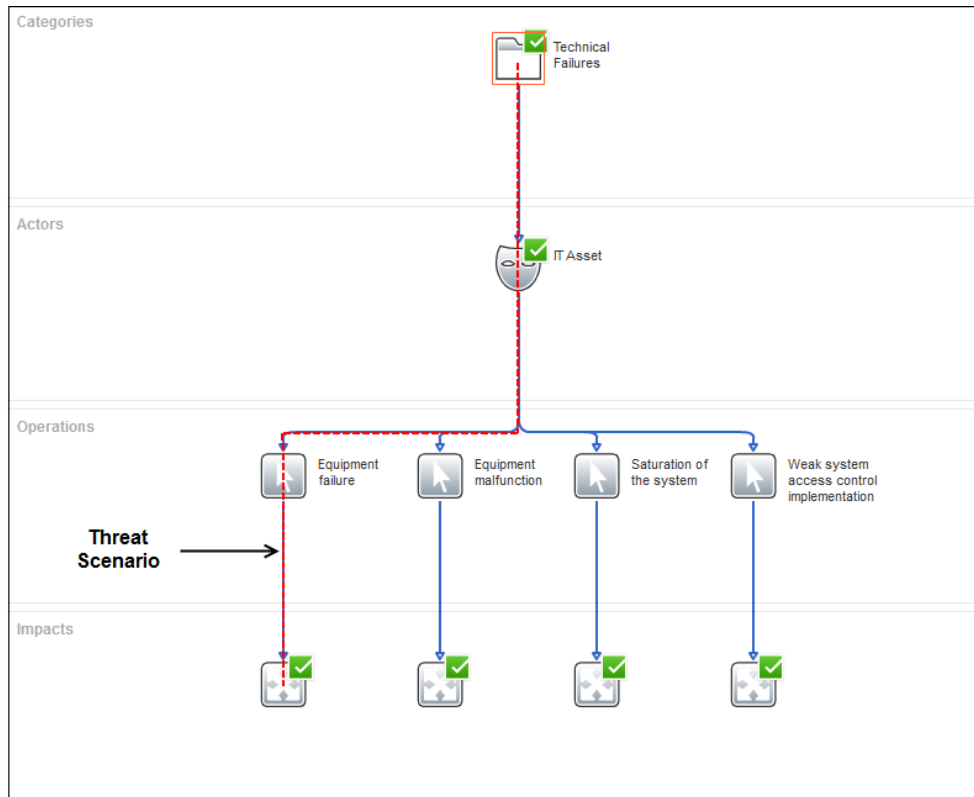 Categories
Technical
Failures
Actors
IT Asset
Operations
Equipment
failure
Equipment
malfunction
Saturation of
the system
Weak system
access control
implementation
Threat
Scenario
Impacts